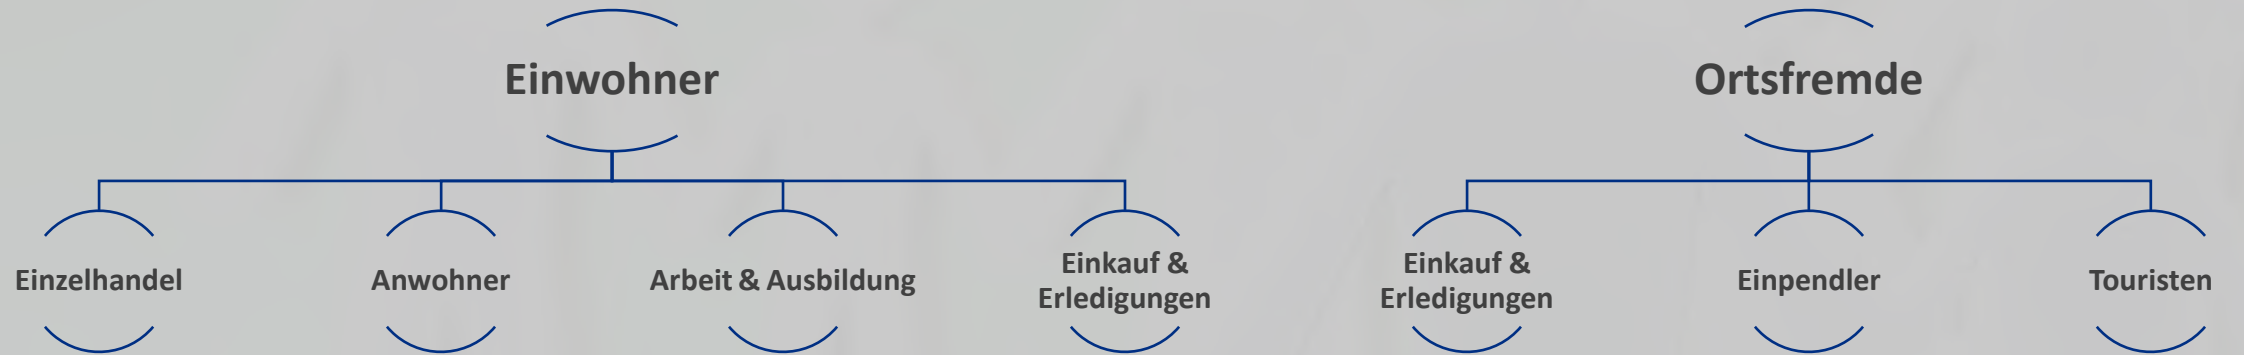 Einwohner
Ortsfremde
Einzelhandel
Anwohner
Arbeit & Ausbildung
Einkauf &
Erledigungen
Einkauf &
Erledigungen
Einpendler
Touristen